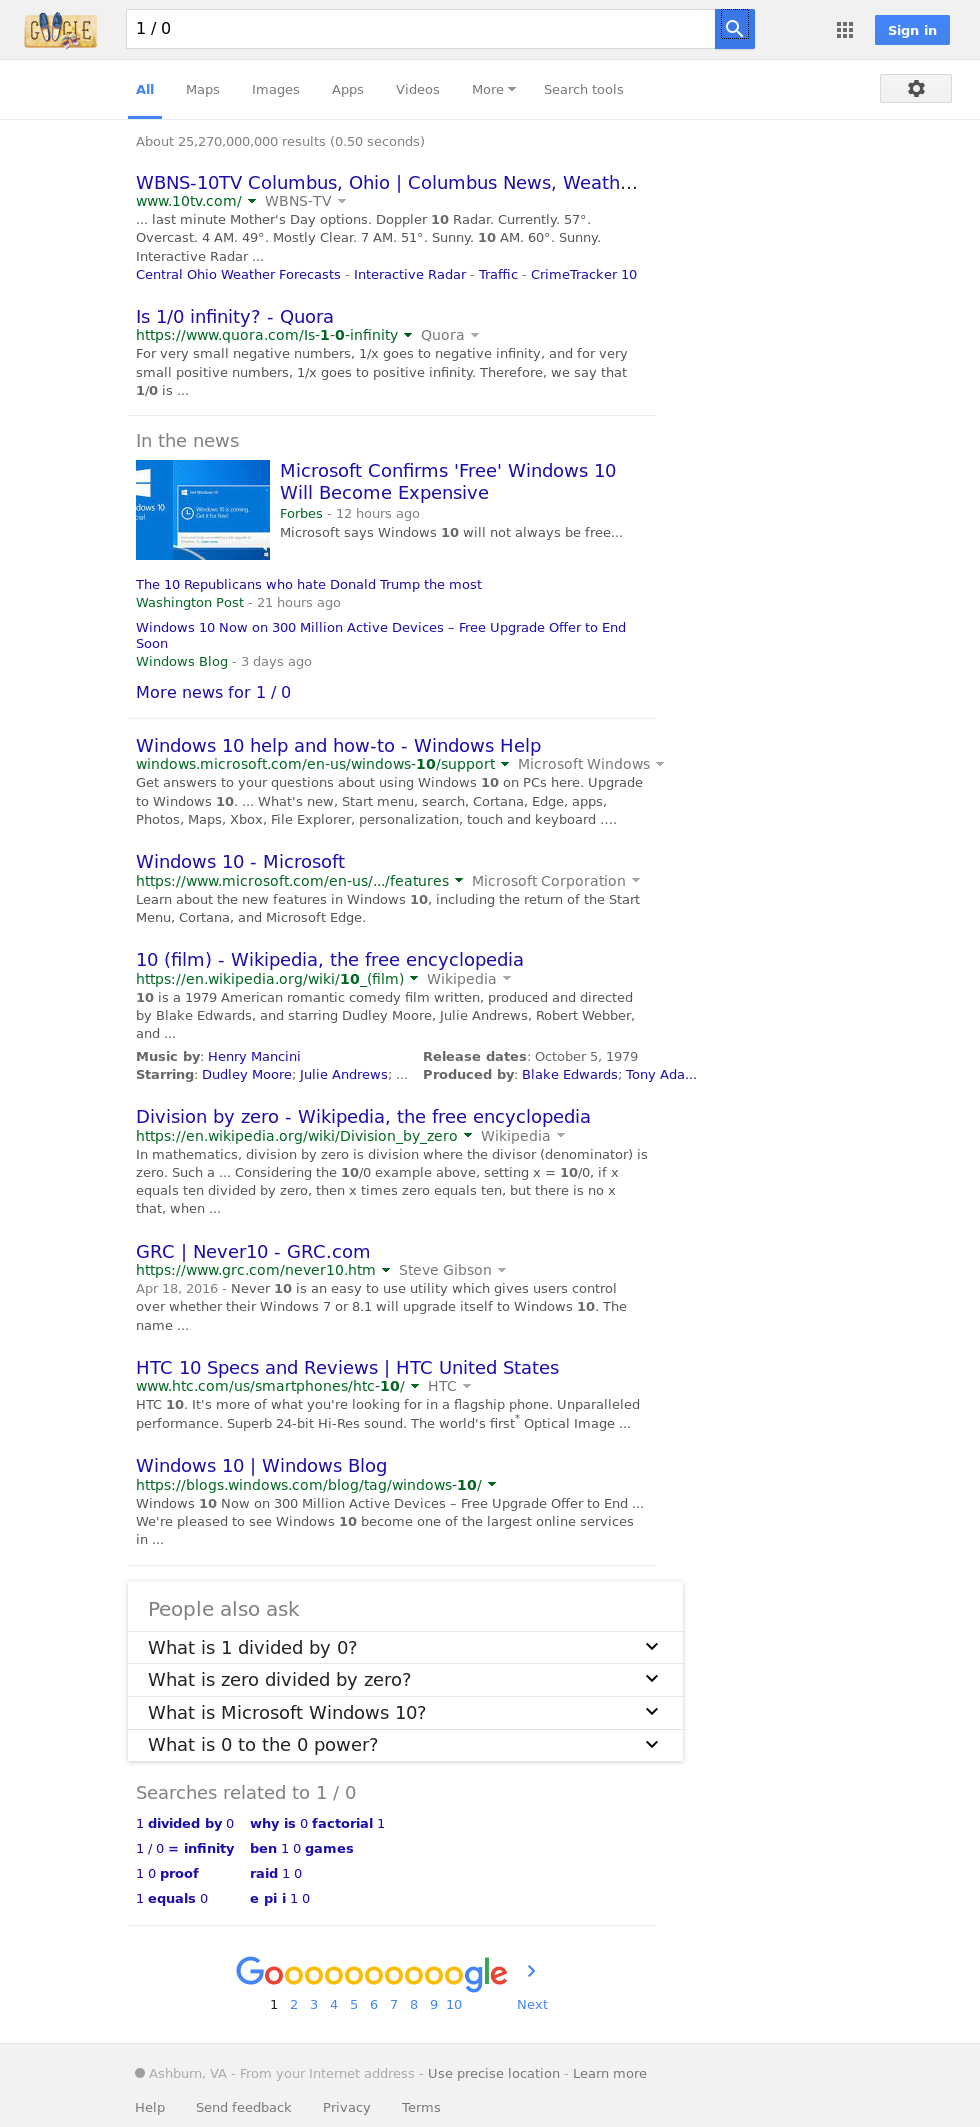 GOOGLE
1 / 0
Sign in
All Maps Images Apps Videos More Search tools
About 25,270,000,000 results (0.50 seconds)
WBNS-10TV Columbus, Ohio | Columbus News, Weath...
www.10tv.com/ WBNS-TV
... last minute Mother's Day options. Doppler 10 Radar. Currently. 57°.
Overcast. 4 AM. 49°. Mostly Clear. 7 AM. 51°. Sunny. 10 AM. 60°. Sunny.
Interactive Radar ...
Central Ohio Weather Forecasts - Interactive Radar - Traffic - CrimeTracker 10
Is 1/0 infinity? - Quora
https://www.quora.com/Is-1-0-infinity Quora
For very small negative numbers, 1/x goes to negative infinity, and for very
small positive numbers, 1/x goes to positive infinity. Therefore, we say that
1/0 is ...
In the news
Microsoft Confirms 'Free' Windows 10
Will Become Expensive
Forbes - 12 hours ago
Microsoft says Windows 10 will not always be free...
Get Windows 10
Windows 10 is coming.
Get it for free!
dows 10
cial
The 10 Republicans who hate Donald Trump the most
Washington Post - 21 hours ago
Windows 10 Now on 300 Million Active Devices – Free Upgrade Offer to End
Soon
Windows Blog - 3 days ago
More news for 1 / 0
Windows 10 help and how-to - Windows Help
windows.microsoft.com/en-us/windows-10/support Microsoft Windows
Get answers to your questions about using Windows 10 on PCs here. Upgrade
to Windows 10. ... What's new, Start menu, search, Cortana, Edge, apps,
Photos, Maps, Xbox, File Explorer, personalization, touch and keyboard ....
Windows 10 - Microsoft
https://www.microsoft.com/en-us/.../features Microsoft Corporation
Learn about the new features in Windows 10, including the return of the Start
Menu, Cortana, and Microsoft Edge.
10 (film) - Wikipedia, the free encyclopedia
https://en.wikipedia.org/wiki/10_(film) Wikipedia
10 is a 1979 American romantic comedy film written, produced and directed
by Blake Edwards, and starring Dudley Moore, Julie Andrews, Robert Webber,
and ...
Music by: Henry Mancini Release dates: October 5, 1979
Starring: Dudley Moore; Julie Andrews; ... Produced by: Blake Edwards; Tony Ada...
Division by zero - Wikipedia, the free encyclopedia
https://en.wikipedia.org/wiki/Division_by_zero Wikipedia
In mathematics, division by zero is division where the divisor (denominator) is
zero. Such a ... Considering the 10/0 example above, setting x = 10/0, if x
equals ten divided by zero, then x times zero equals ten, but there is no x
that, when ...
GRC | Never10 - GRC.com
https://www.grc.com/never10.htm Steve Gibson
Apr 18, 2016 - Never 10 is an easy to use utility which gives users control
over whether their Windows 7 or 8.1 will upgrade itself to Windows 10. The
name ...
HTC 10 Specs and Reviews | HTC United States
www.htc.com/us/smartphones/htc-10/ HTC
HTC 10. It's more of what you're looking for in a flagship phone. Unparalleled
performance. Superb 24-bit Hi-Res sound. The world's first* Optical Image ...
Windows 10 | Windows Blog
https://blogs.windows.com/blog/tag/windows-10/
Windows 10 Now on 300 Million Active Devices – Free Upgrade Offer to End ...
We're pleased to see Windows 10 become one of the largest online services
in ...
People also ask
What is 1 divided by 0?
What is zero divided by zero?
What is Microsoft Windows 10?
What is 0 to the 0 power?
Searches related to 1 / 0
1 divided by 0 why is 0 factorial 1
1 / 0 = infinity ben 1 0 games
1 0 proof raid 1 0
1 equals 0 e pi i 1 0
Goooooooooogle
1 2 3 4 5 6 7 8 9 10 Next
Ashburn, VA - From your Internet address - Use precise location - Learn more
Help Send feedback Privacy Terms